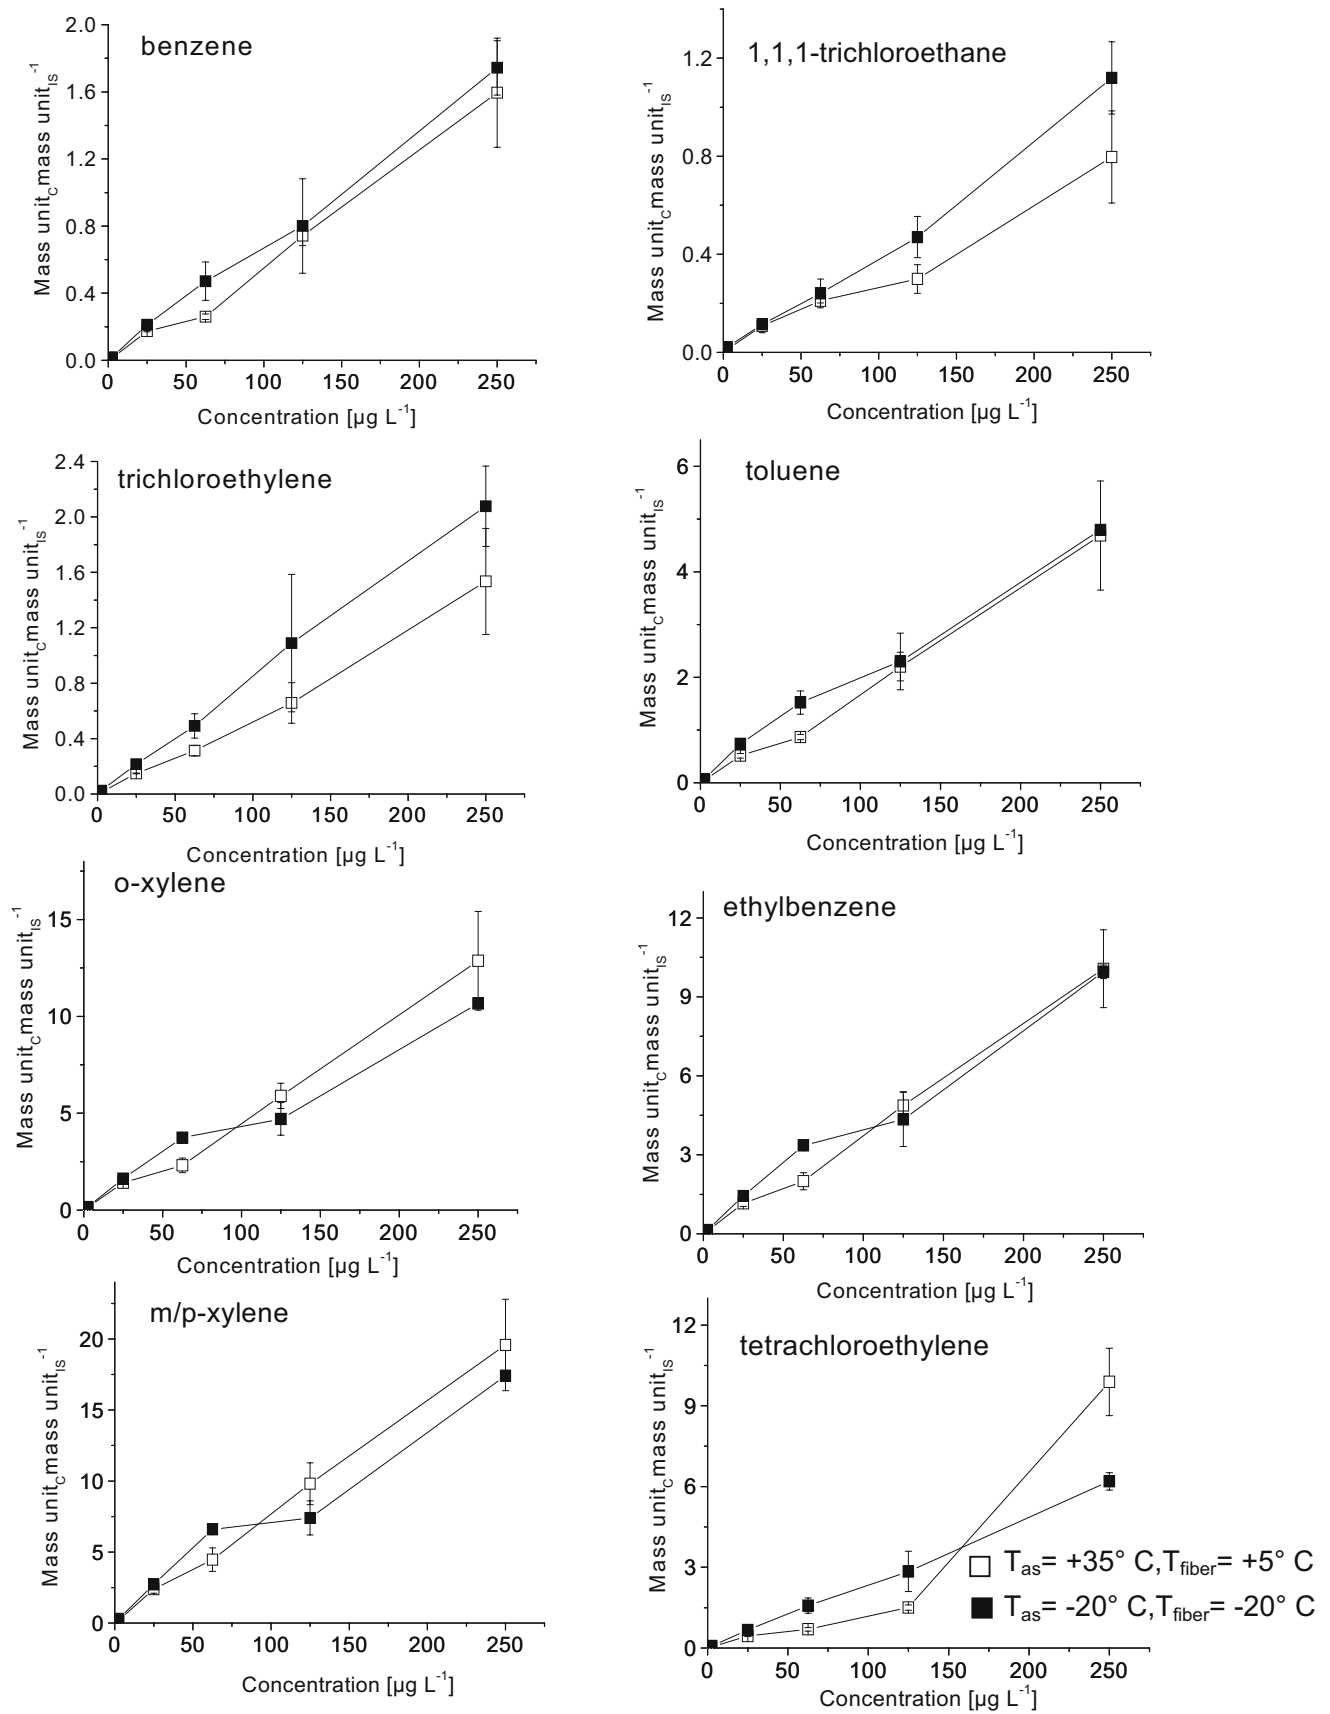 benzene
Mass unit_C mass unit_IS^-1
2.0
1.6
1.2
0.8
0.4
0.0
0 50 100 150 200 250
Concentration [µg L^-1]
1,1,1-trichloroethane
Mass unit_C mass unit_IS^-1
1.2
0.8
0.4
0.0
0 50 100 150 200 250
Concentration [µg L^-1]
trichloroethylene
Mass unit_C mass unit_IS^-1
2.4
2.0
1.6
1.2
0.8
0.4
0.0
0 50 100 150 200 250
Concentration [µg L^-1]
toluene
Mass unit_C mass unit_IS^-1
6
4
2
0
0 50 100 150 200 250
Concentration [µg L^-1]
o-xylene
Mass unit_C mass unit_IS^-1
15
10
5
0
0 50 100 150 200 250
Concentration [µg L^-1]
ethylbenzene
Mass unit_C mass unit_IS^-1
12
9
6
3
0
0 50 100 150 200 250
Concentration [µg L^-1]
m/p-xylene
Mass unit_C mass unit_IS^-1
20
15
10
5
0
0 50 100 150 200 250
Concentration [µg L^-1]
tetrachloroethylene
Mass unit_C mass unit_IS^-1
12
9
6
3
0
0 50 100 150 200 250
Concentration [µg L^-1]
T_as= +35° C,T_fiber= +5° C
T_as= -20° C,T_fiber= -20° C